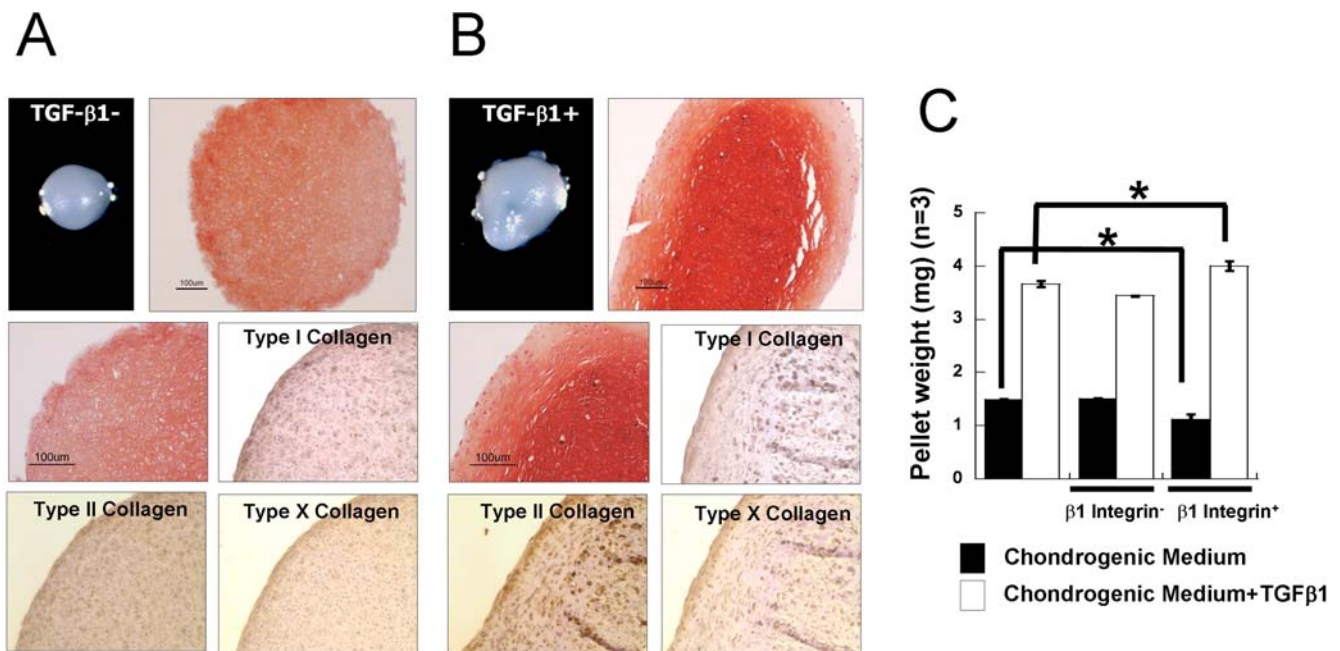 A
B
TGF-β1-
100um
TGF-β1+
100um
C
Type I Collagen
100um
Type I Collagen
100um
Type II Collagen
Type X Collagen
Type II Collagen
Type X Collagen
*
*
Pellet weight (mg) (n=3)
5
4
3
2
1
0
β1 Integrin-
β1 Integrin+
Chondrogenic Medium
Chondrogenic Medium+TGFβ1